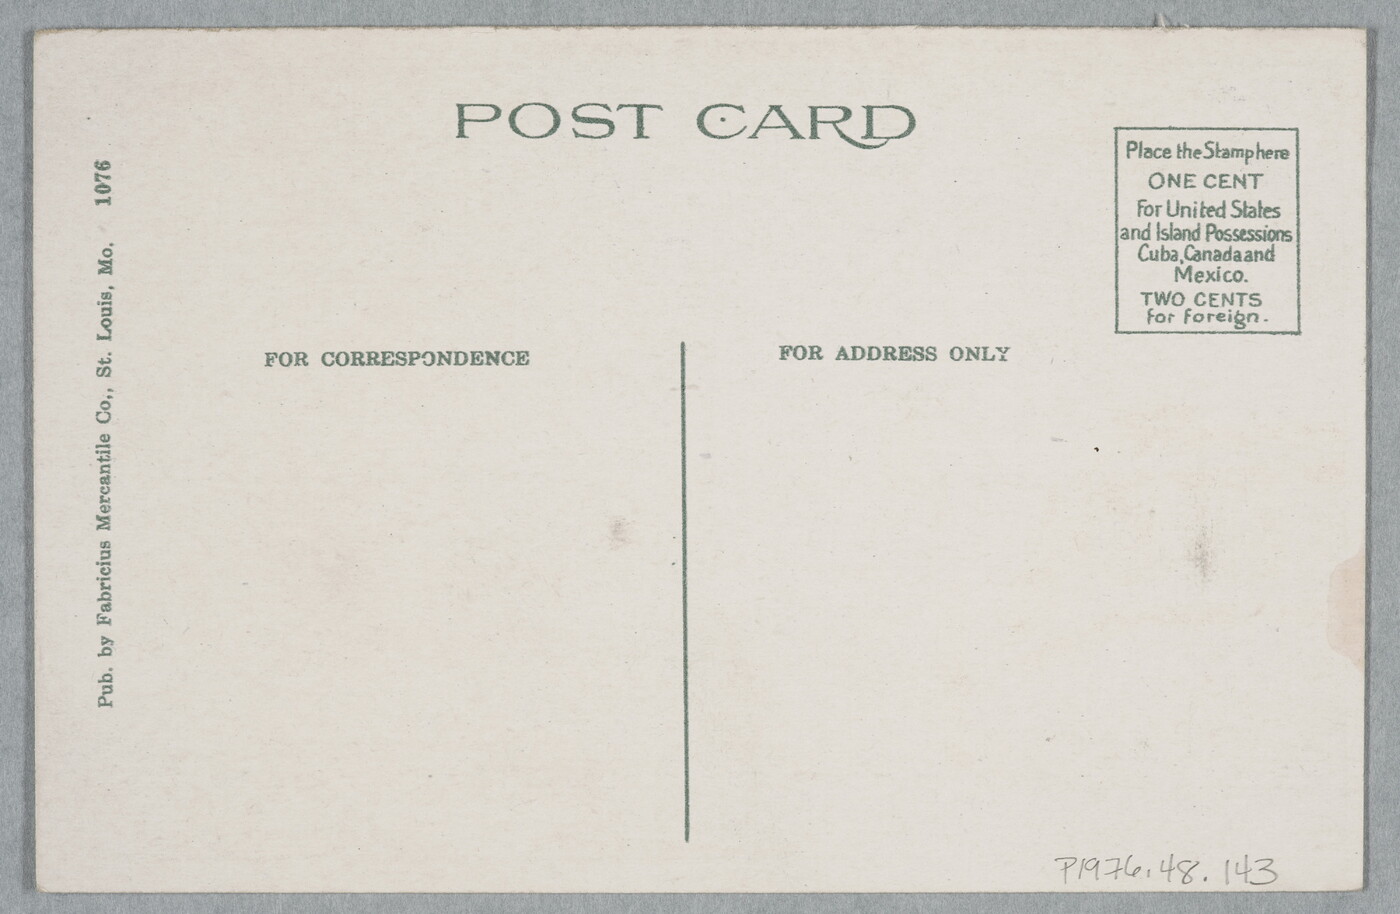 POST CARD
Place the Stamp here
ONE CENT
For United States
and Island Possessions
Cuba, Canada and
Mexico.
TWO CENTS
for foreign.
Pub. by Fabricius Mercantile Co,, St. Louis, Mo. 1076
FOR CORRESPONDENCE
FOR ADDRESS ONLY
P1976.48.143